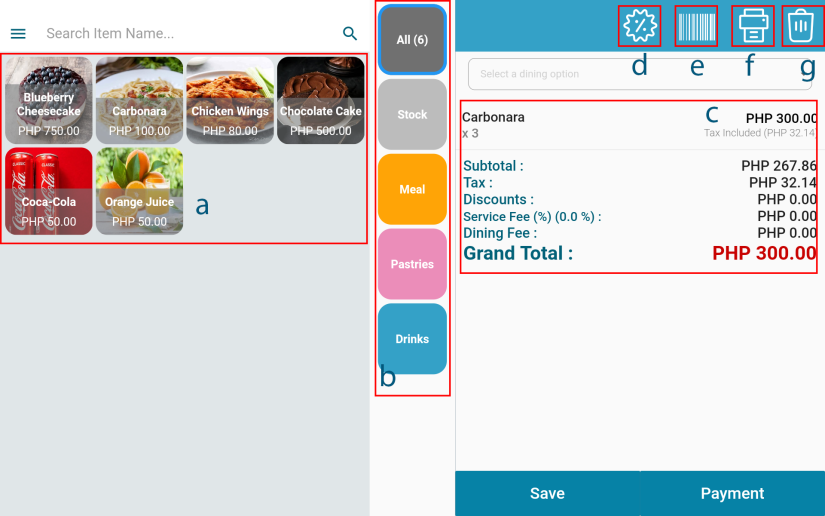 Search Item Name...
Blueberry
Cheesecake
PHP 750.00
Carbonara
PHP 100.00
Chicken Wings
PHP 80.00
Chocolate Cake
PHP 500.00
Coca-Cola
PHP 50.00
Orange Juice
PHP 50.00
a
All (6)
Stock
Meal
Pastries
Drinks
b
d
e
f
g
Select a dining option
c
Carbonara
PHP 300.00
x 3
Tax Included (PHP 32.14
Subtotal : PHP 267.86
Tax : PHP 32.14
Discounts : PHP 0.00
Service Fee (%) (0.0 %) : PHP 0.00
Dining Fee : PHP 0.00
Grand Total : PHP 300.00
Save
Payment